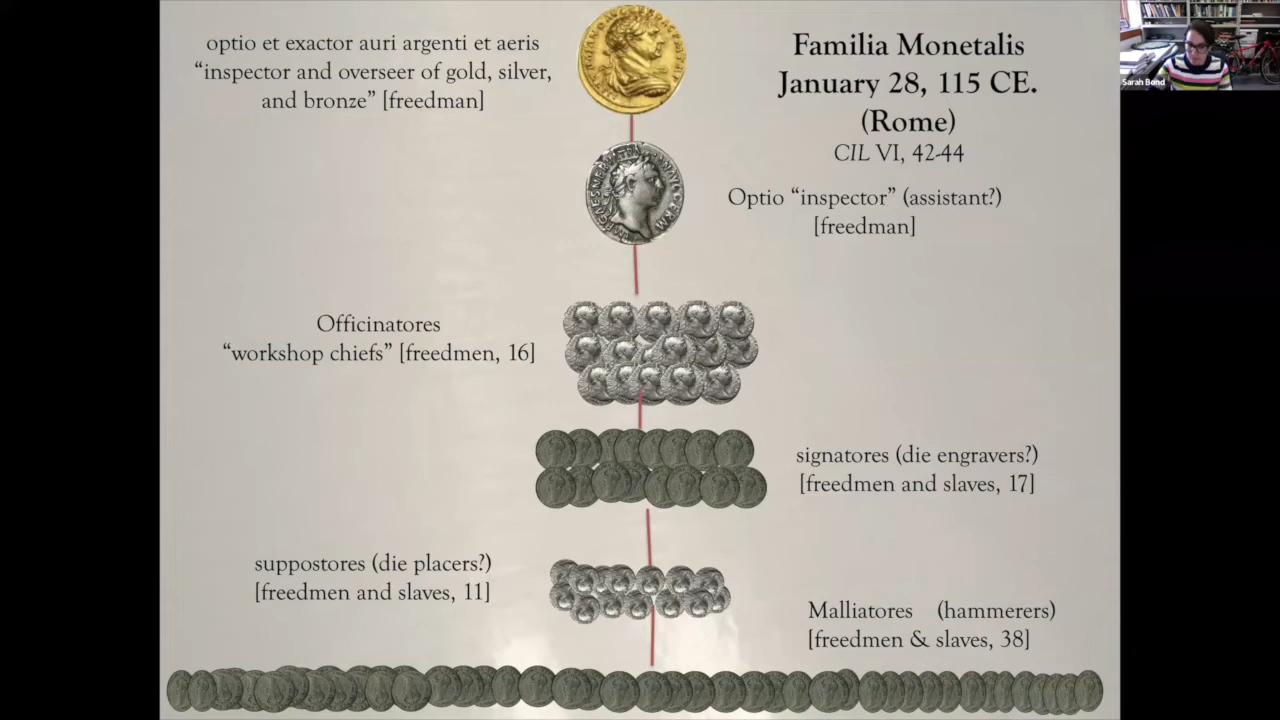 optio et exactor auri argenti et aeris
“inspector and overseer of gold, silver,
and bronze” [freedman]
Familia Monetalis
January 28, 115 CE.
(Rome)
CIL VI, 42-44
Optio “inspector” (assistant?)
[freedman]
Officinatores
“workshop chiefs” [freedmen, 16]
signatores (die engravers?)
[freedmen and slaves, 17]
suppostores (die placers?)
[freedmen and slaves, 11]
Malliatores (hammerers)
[freedmen & slaves, 38]
Sarah Bond